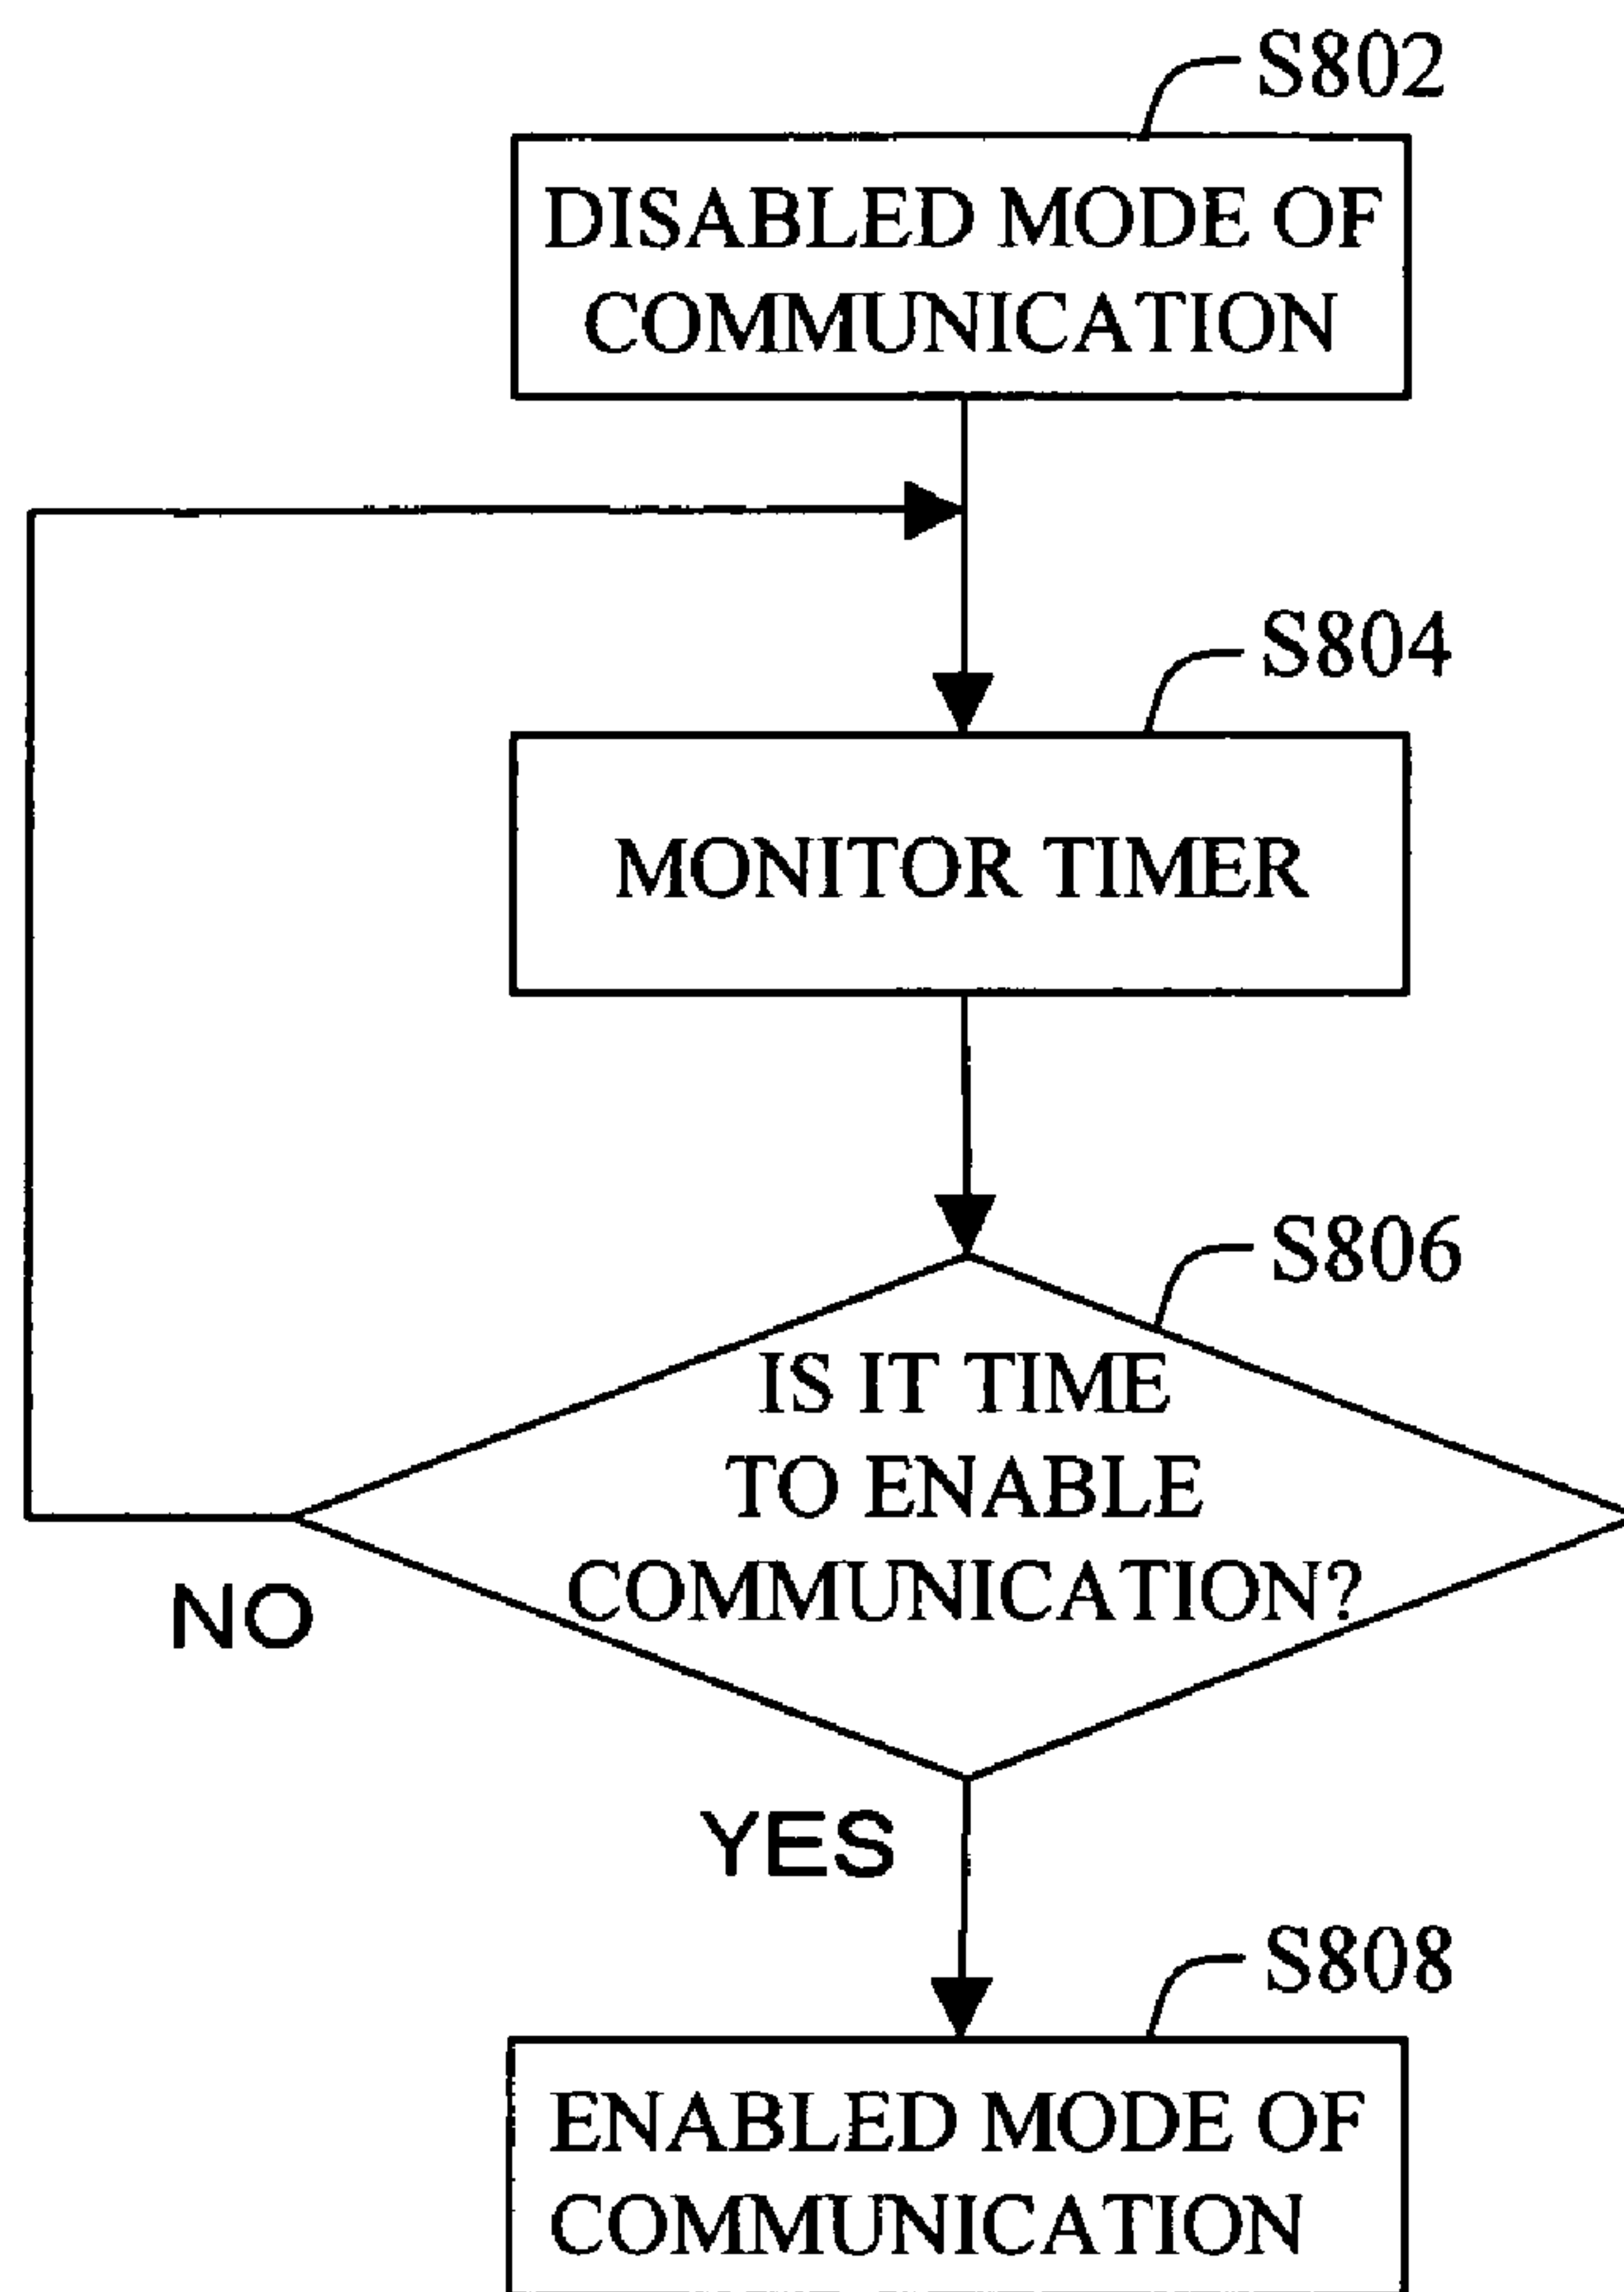 S802
DISABLED MODE OF
COMMUNICATION
S804
MONITOR TIMER
S806
IS IT TIME
TO ENABLE
COMMUNICATION?
NO
YES
S808
ENABLED MODE OF
COMMUNICATION